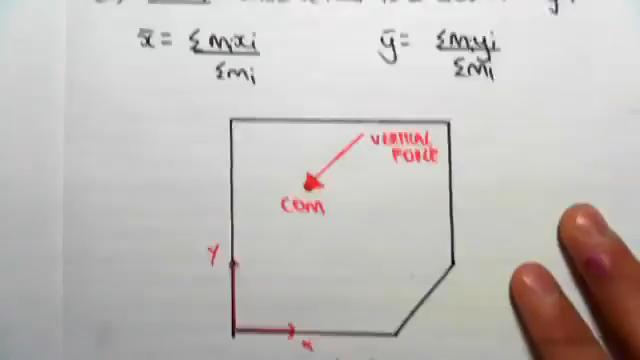 x̄ = ΣMixi / ΣMi
ȳ = ΣMiyi / ΣMi
VERTICAL
FORCE
COM
Y
x